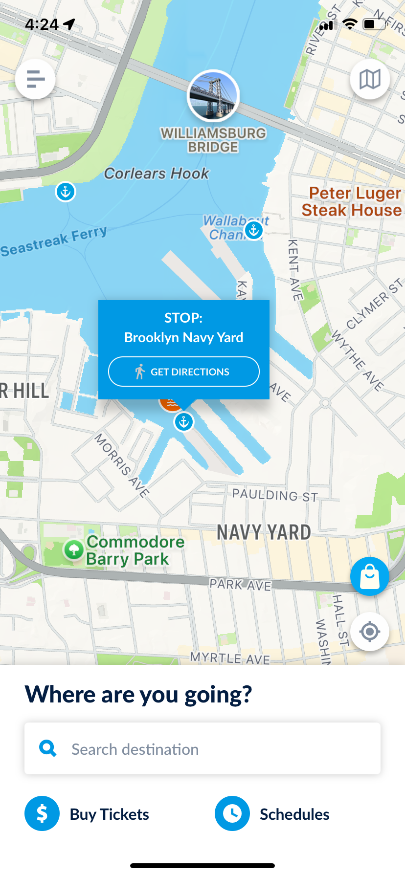 4:24
RIVER ST
WILLIAMSBURG
BRIDGE
Corlears Hook
Peter Luger
Steak House
Wallabout
Seastreak Ferry
KENT AVE
CLYMER ST
WYTHE AVE
STOP:
Brooklyn Navy Yard
GET DIRECTIONS
R HILL
AVE
MORRIS AVE
PAULDING ST
NAVY YARD
Commodore
Barry Park
PARK AVE
HALL ST
MYRTLE AVE
Where are you going?
Search destination
Buy Tickets
Schedules